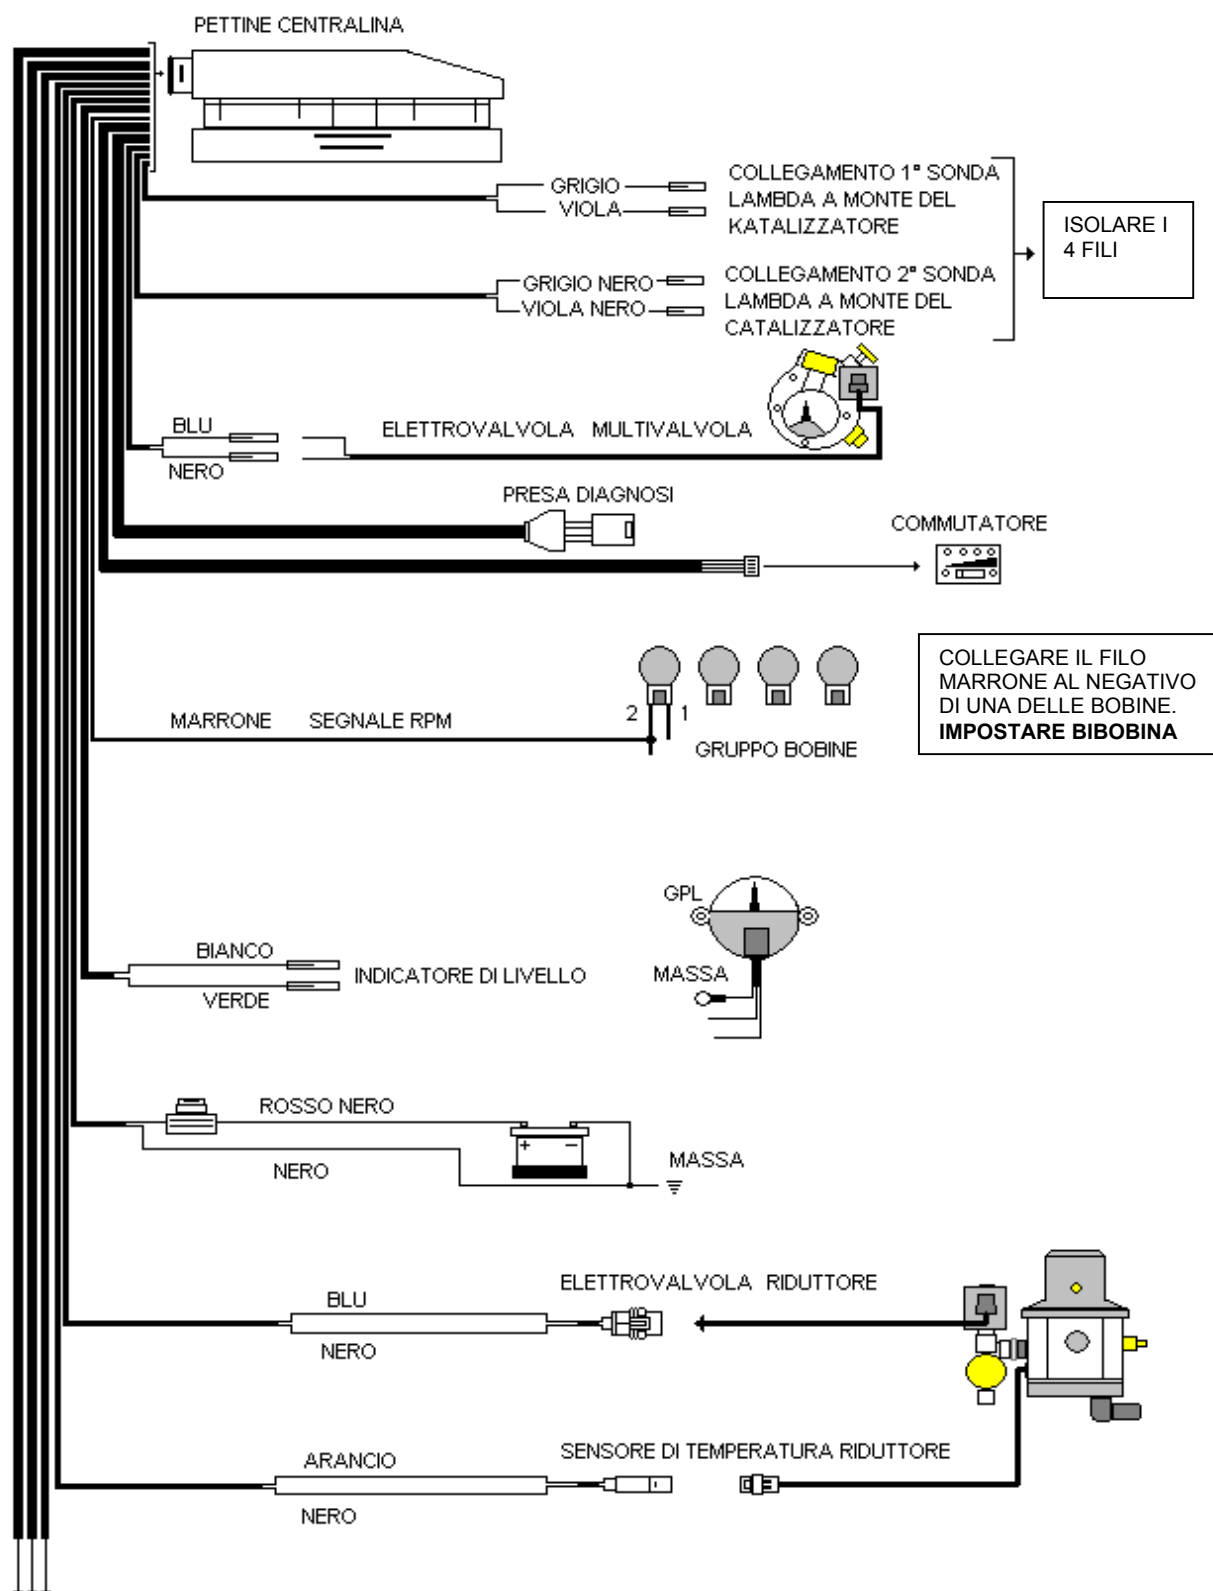 PETTINE CENTRALINA
GRIGIO
VIOLA
COLLEGAMENTO 1ª SONDA
LAMBDA A MONTE DEL
KATALIZZATORE
ISOLARE I
4 FILI
GRIGIO NERO
VIOLA NERO
COLLEGAMENTO 2ª SONDA
LAMBDA A MONTE DEL
CATALIZZATORE
BLU
NERO
ELETTROVALVOLA MULTIVALVOLA
PRESA DIAGNOSI
COMMUTATORE
COLLEGARE IL FILO
MARRONE AL NEGATIVO
DI UNA DELLE BOBINE.
IMPOSTARE BIBOBINA
MARRONE SEGNALE RPM
2 1
GRUPPO BOBINE
GPL
MASSA
BIANCO
VERDE
INDICATORE DI LIVELLO
ROSSO NERO
NERO
+ −
MASSA
BLU
NERO
ELETTROVALVOLA RIDUTTORE
ARANCIO
NERO
SENSORE DI TEMPERATURA RIDUTTORE